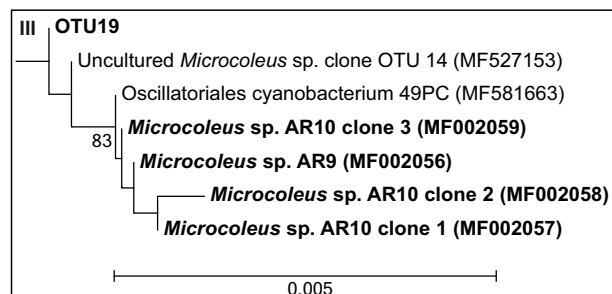 III OTU19
Uncultured Microcoleus sp. clone OTU 14 (MF527153)
Oscillatoriales cyanobacterium 49PC (MF581663)
83 Microcoleus sp. AR10 clone 3 (MF002059)
Microcoleus sp. AR9 (MF002056)
Microcoleus sp. AR10 clone 2 (MF002058)
Microcoleus sp. AR10 clone 1 (MF002057)
0.005